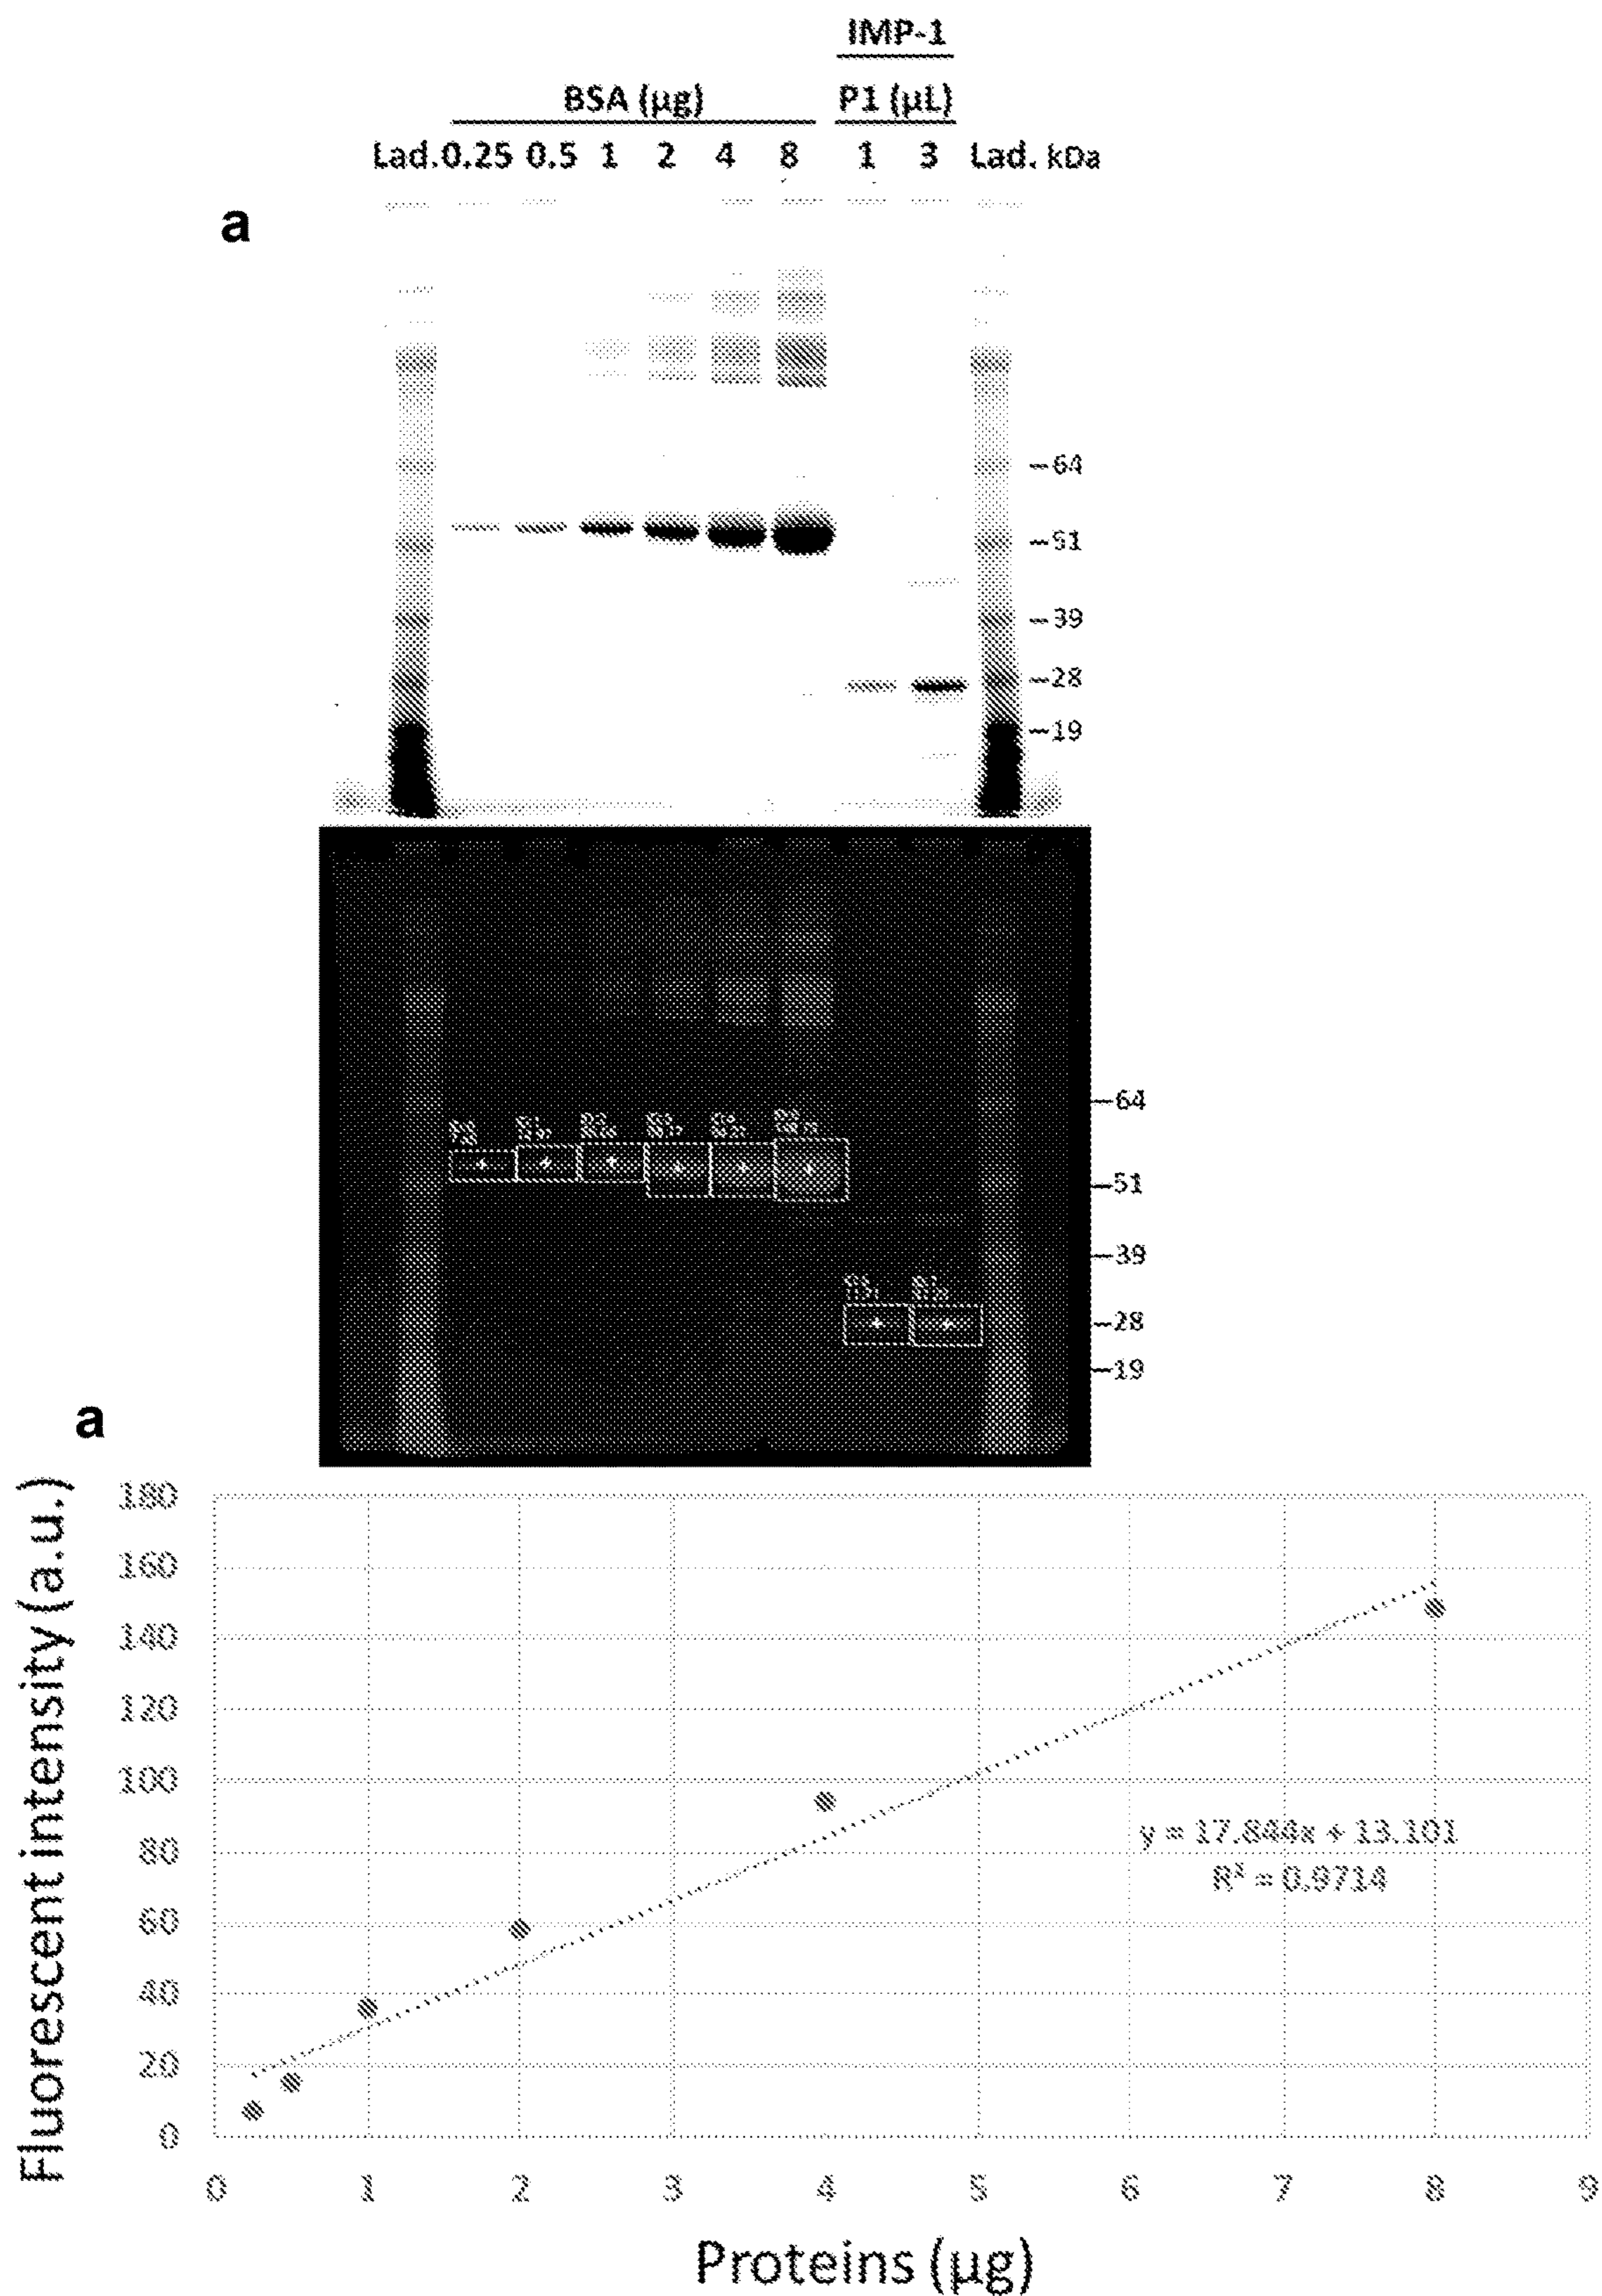 IMP-1
BSA (µg) P1 (µL)
Lad. 0.25 0.5 1 2 4 8 1 3 Lad. kDa
a
64
51
39
28
19
64
51
39
28
19
a
Fluorescent intensity (a.u.)
180
160
140
120
100
80
60
40
20
0
y = 17.844x + 13.101
R² = 0.9714
0 1 2 3 4 5 6 7 8 9
Proteins (µg)